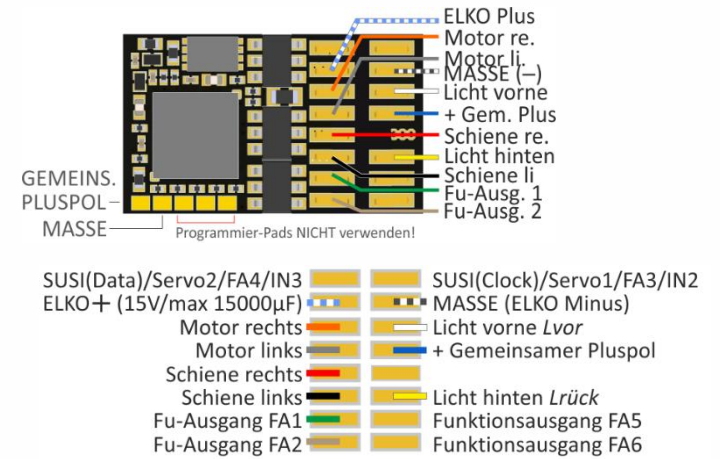 ELKO Plus
Motor re.
Motor li.
MASSE (–)
Licht vorne
+ Gem. Plus
Schiene re.
Licht hinten
Schiene li
Fu-Ausg. 1
Fu-Ausg. 2
GEMEINS.
PLUSPOL
MASSE
Programmier-Pads NICHT verwenden!
SUSI(Data)/Servo2/FA4/IN3 SUSI(Clock)/Servo1/FA3/IN2
ELKO+ (15V/max 15000µF) MASSE (ELKO Minus)
Motor rechts Licht vorne Lvor
Motor links + Gemeinsamer Pluspol
Schiene rechts
Schiene links Licht hinten Lrück
Fu-Ausgang FA1 Funktionsausgang FA5
Fu-Ausgang FA2 Funktionsausgang FA6